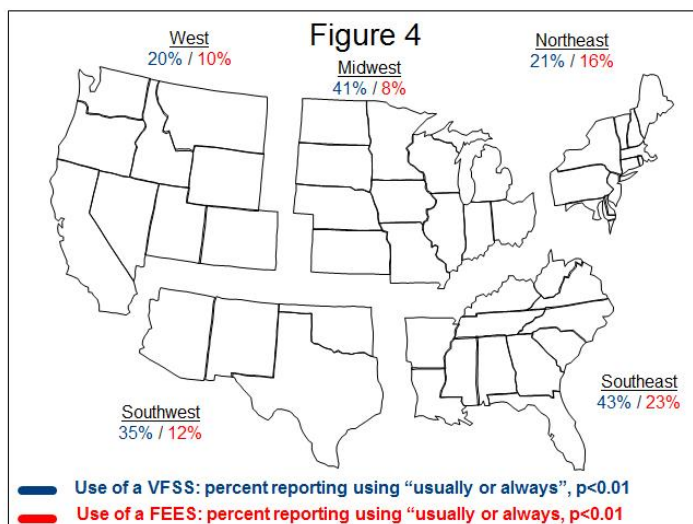 Figure 4
West
20% / 10%
Midwest
41% / 8%
Northeast
21% / 16%
Southwest
35% / 12%
Southeast
43% / 23%
Use of a VFSS: percent reporting using “usually or always”, p<0.01
Use of a FEES: percent reporting using “usually or always, p<0.01